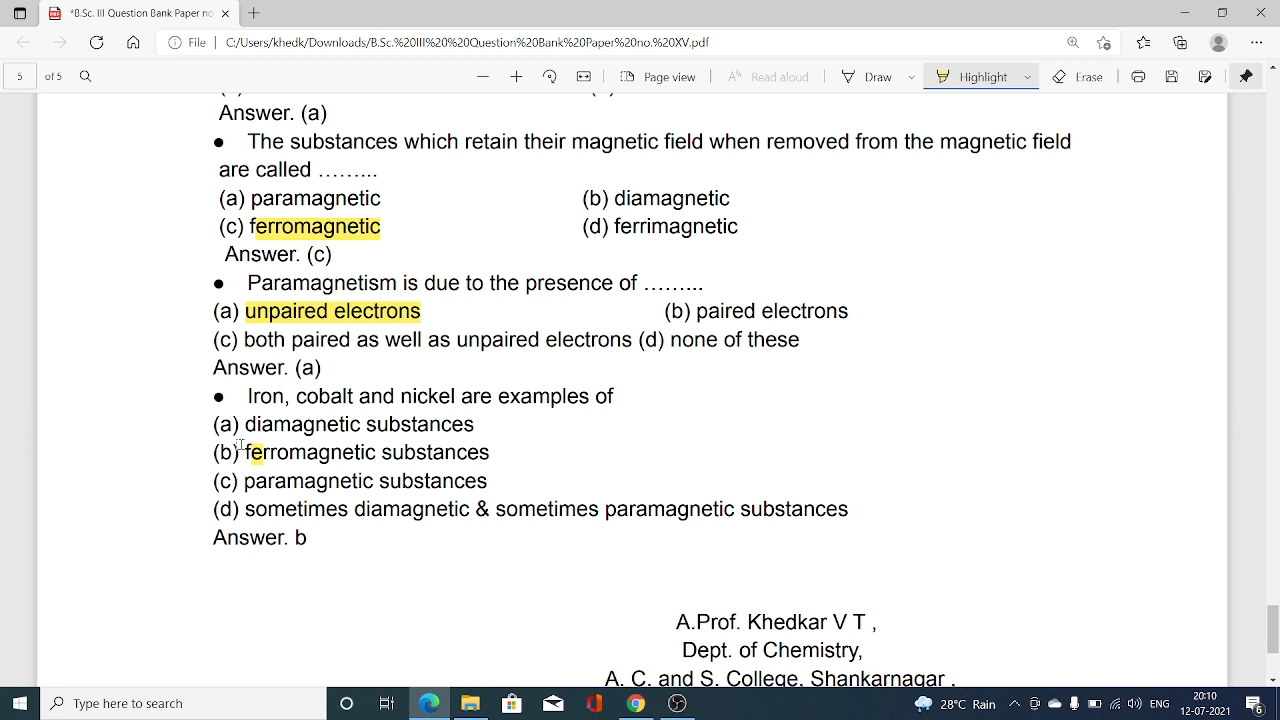 *B.Sc. III Question Bank Paper no
File
C:/Users/khedk/Downloads/B.Sc.%20III%20%20Question%20Bank%20Paper%20no.%20XV.pdf
5 of 5 Page view Read aloud Draw Highlight Erase
Answer. (a)
● The substances which retain their magnetic field when removed from the magnetic field
are called ………
(a) paramagnetic (b) diamagnetic
(c) ferromagnetic (d) ferrimagnetic
Answer. (c)
● Paramagnetism is due to the presence of ………
(a) unpaired electrons (b) paired electrons
(c) both paired as well as unpaired electrons (d) none of these
Answer. (a)
● Iron, cobalt and nickel are examples of
(a) diamagnetic substances
(b) ferromagnetic substances
(c) paramagnetic substances
(d) sometimes diamagnetic & sometimes paramagnetic substances
Answer. b
A.Prof. Khedkar V T ,
Dept. of Chemistry,
A. C. and S. College, Shankarnagar .
Type here to search
28°C Rain
ENG
20:10
12-07-2021
6